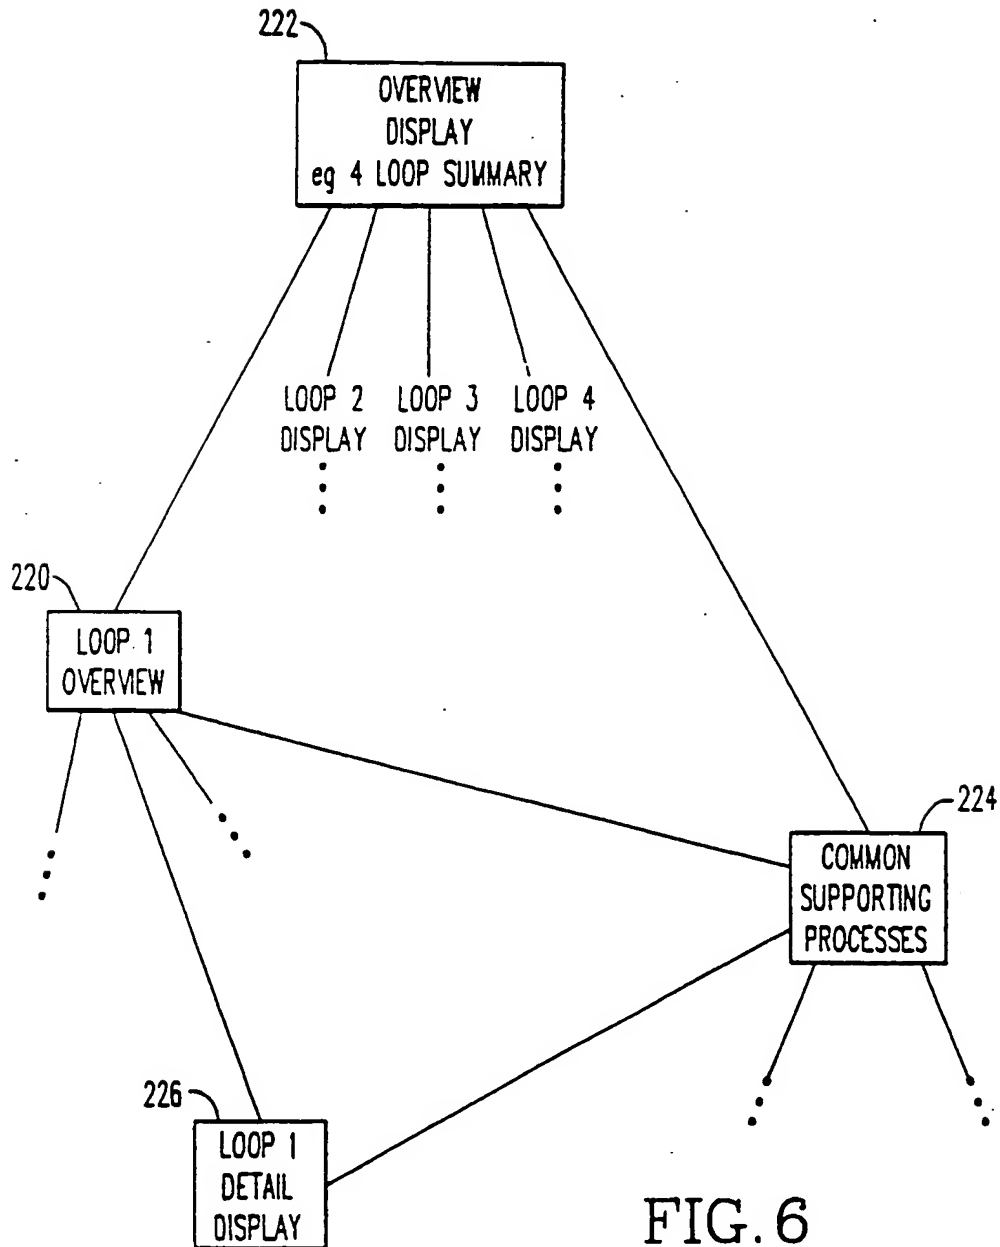 222
OVERVIEW
DISPLAY
eg 4 LOOP SUMMARY
LOOP 2 LOOP 3 LOOP 4
DISPLAY DISPLAY DISPLAY
220
LOOP 1
OVERVIEW
224
COMMON
SUPPORTING
PROCESSES
226
LOOP 1
DETAIL
DISPLAY
FIG. 6